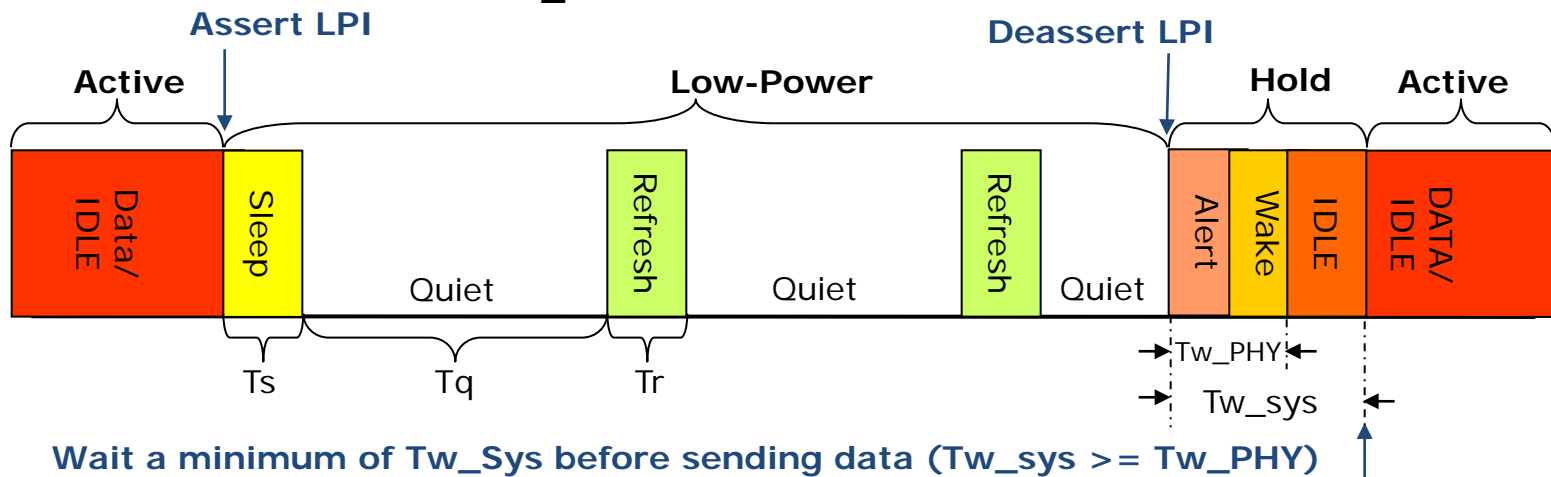 Assert LPI
Deassert LPI
Active
Low-Power
Hold
Active
Data/
IDLE
Sleep
Quiet
Refresh
Quiet
Refresh
Quiet
Alert
Wake
IDLE
DATA/
IDLE
Ts
Tq
Tr
Tw_PHY
Tw_sys
Wait a minimum of Tw_Sys before sending data (Tw_sys >= Tw_PHY)